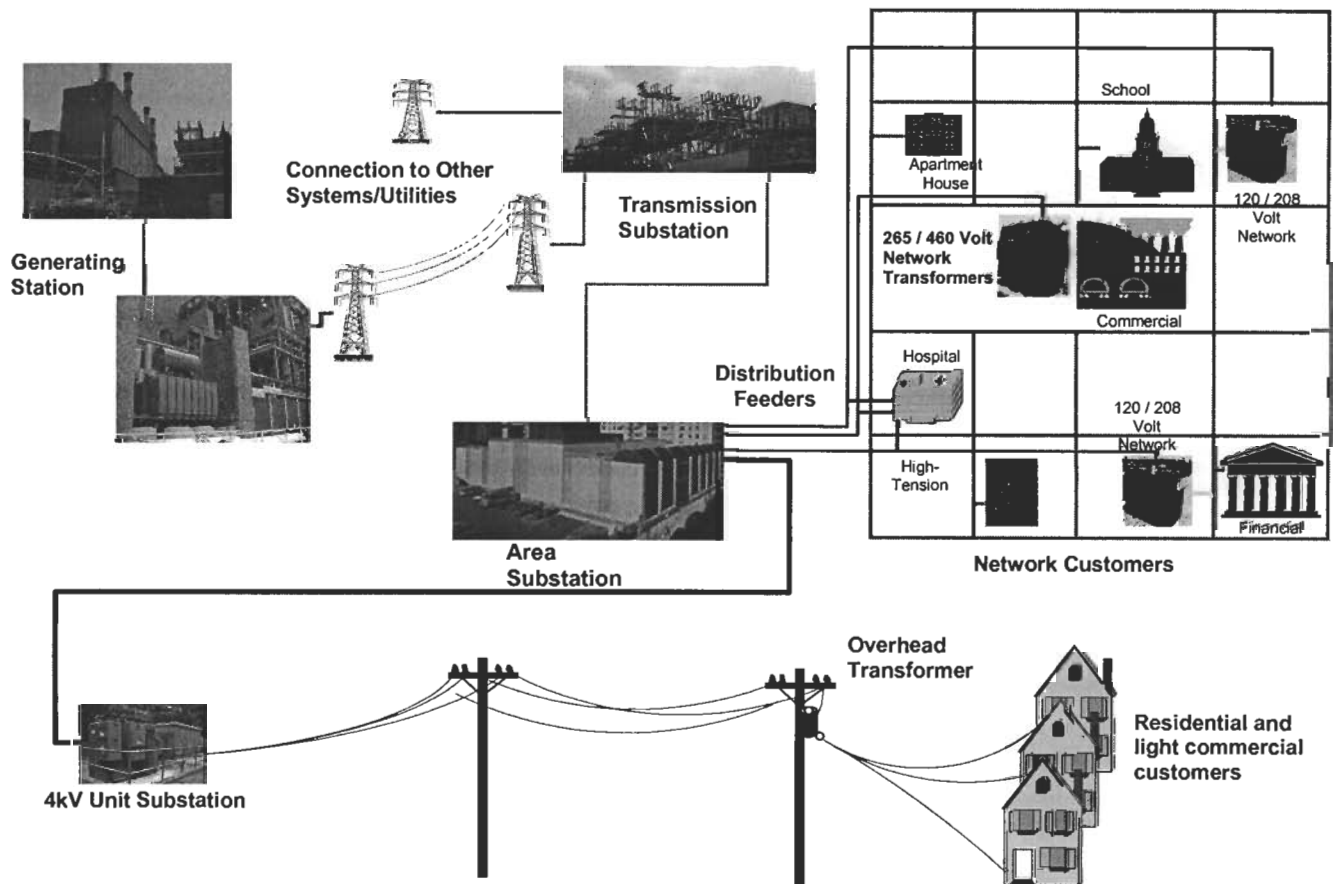 School
Apartment
House
Connection to Other
Systems/Utilities
Transmission
Substation
120 / 208
Volt
Network
265 / 460 Volt
Network
Transformers
Generating
Station
Commercial
Hospital
Distribution
Feeders
120 / 208
Volt
Network
High-
Tension
Financial
Area
Substation
Network Customers
Overhead
Transformer
Residential and
light commercial
customers
4kV Unit Substation